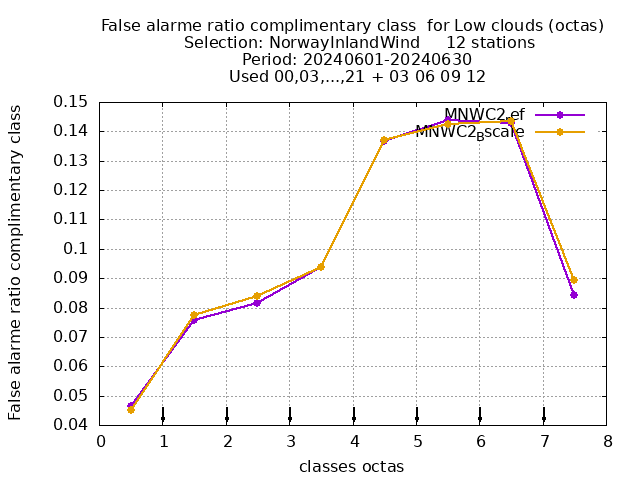 False alarme ratio complimentary class  for Low clouds (octas)
Selection: NorwayInlandWind     12 stations
Period: 20240601-20240630
Used 00,03,...,21 + 03 06 09 12
False alarme ratio complimentary class
0.15
0.14
0.13
0.12
0.11
0.1
0.09
0.08
0.07
0.06
0.05
0.04
0 1 2 3 4 5 6 7 8
classes octas
MNWC2
MNWC2_Bscale